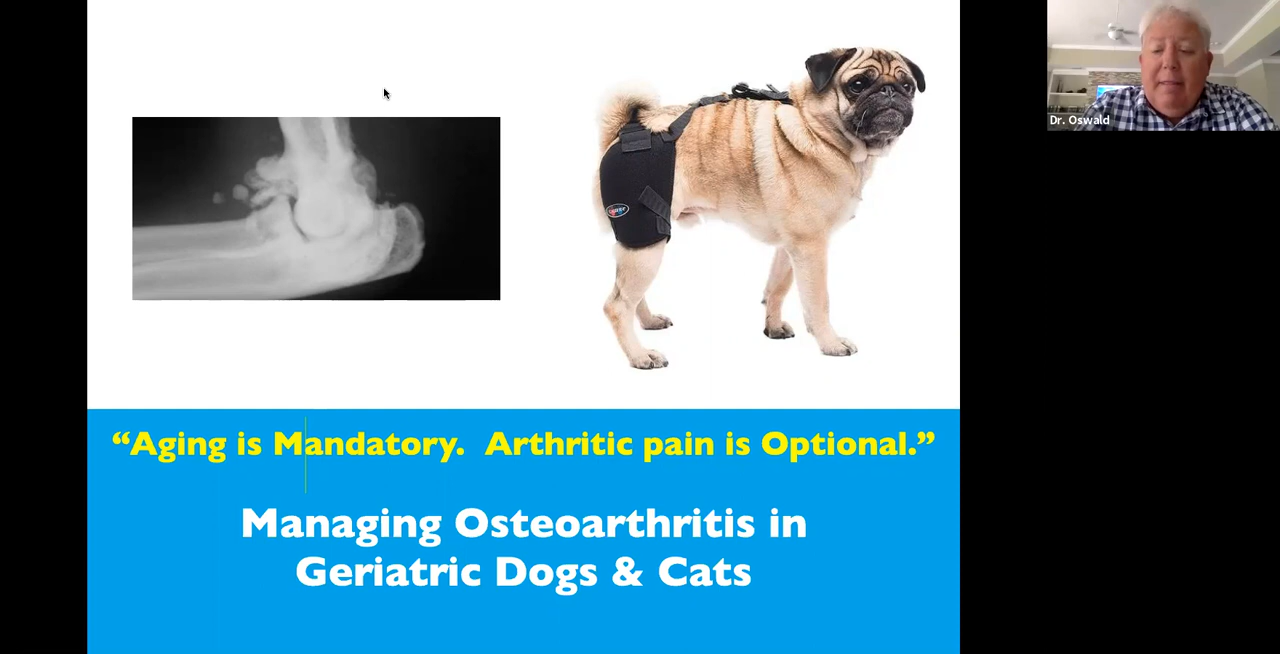 Dr. Oswald
“Aging is Mandatory.  Arthritic pain is Optional.”
Managing Osteoarthritis in
Geriatric Dogs & Cats